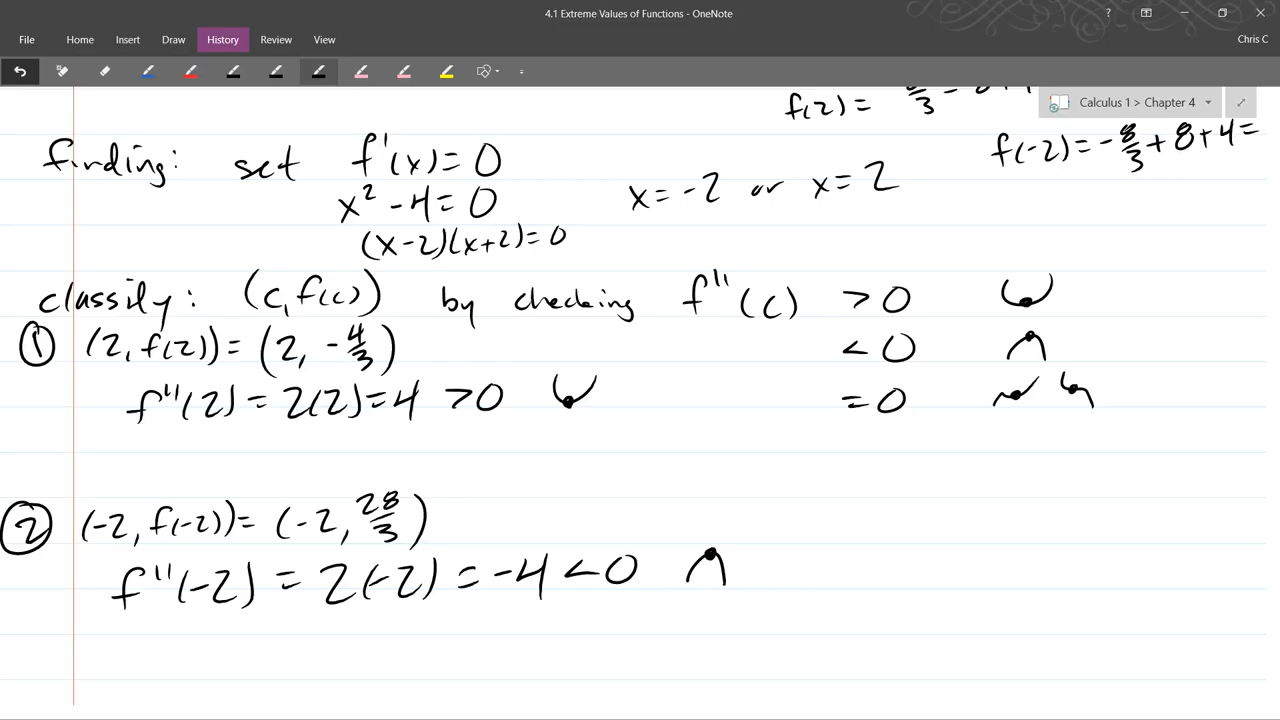 4.1 Extreme Values of Functions - OneNote
File Home Insert Draw History Review View Chris C
Calculus 1 > Chapter 4
f(2) =
f(-2) = -8/3 + 8 + 4 =
finding: set f'(x) = 0
x² - 4 = 0 x = -2 or x = 2
(x-2)(x+2) = 0
classify: (c, f(c)) by checking f''(c) > 0
① (2, f(2)) = (2, -4/3) < 0
f''(2) = 2(2) = 4 > 0 = 0
② (-2, f(-2)) = (-2, 28/3)
f''(-2) = 2(-2) = -4 < 0